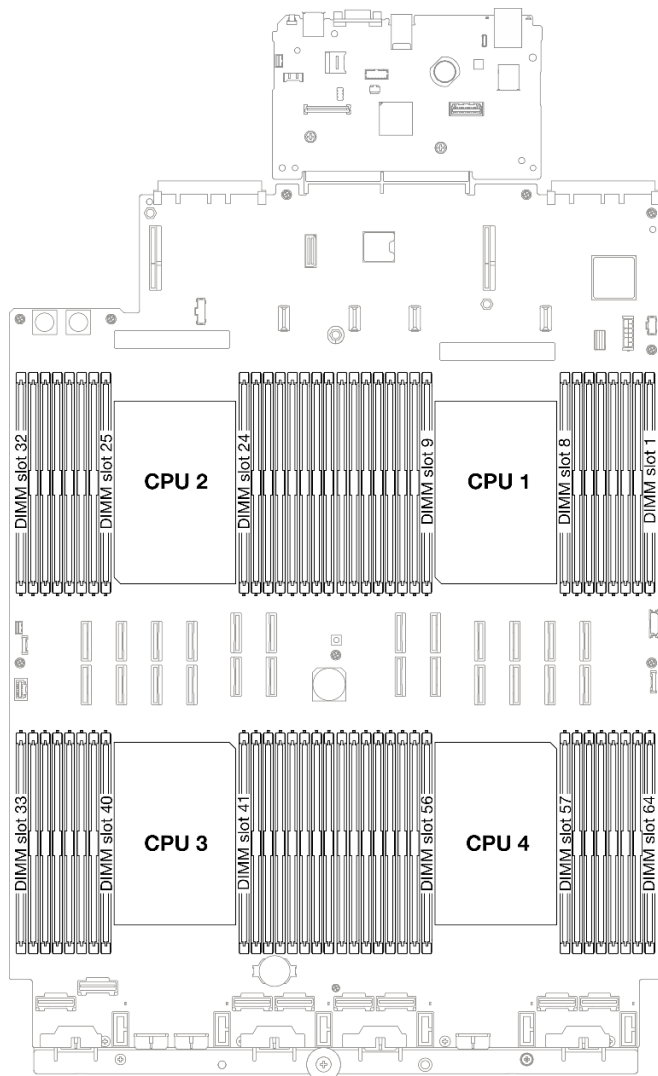 DIMM slot 32
DIMM slot 25
CPU 2
DIMM slot 24
DIMM slot 9
CPU 1
DIMM slot 8
DIMM slot 1
DIMM slot 33
DIMM slot 40
CPU 3
DIMM slot 41
DIMM slot 56
CPU 4
DIMM slot 57
DIMM slot 64